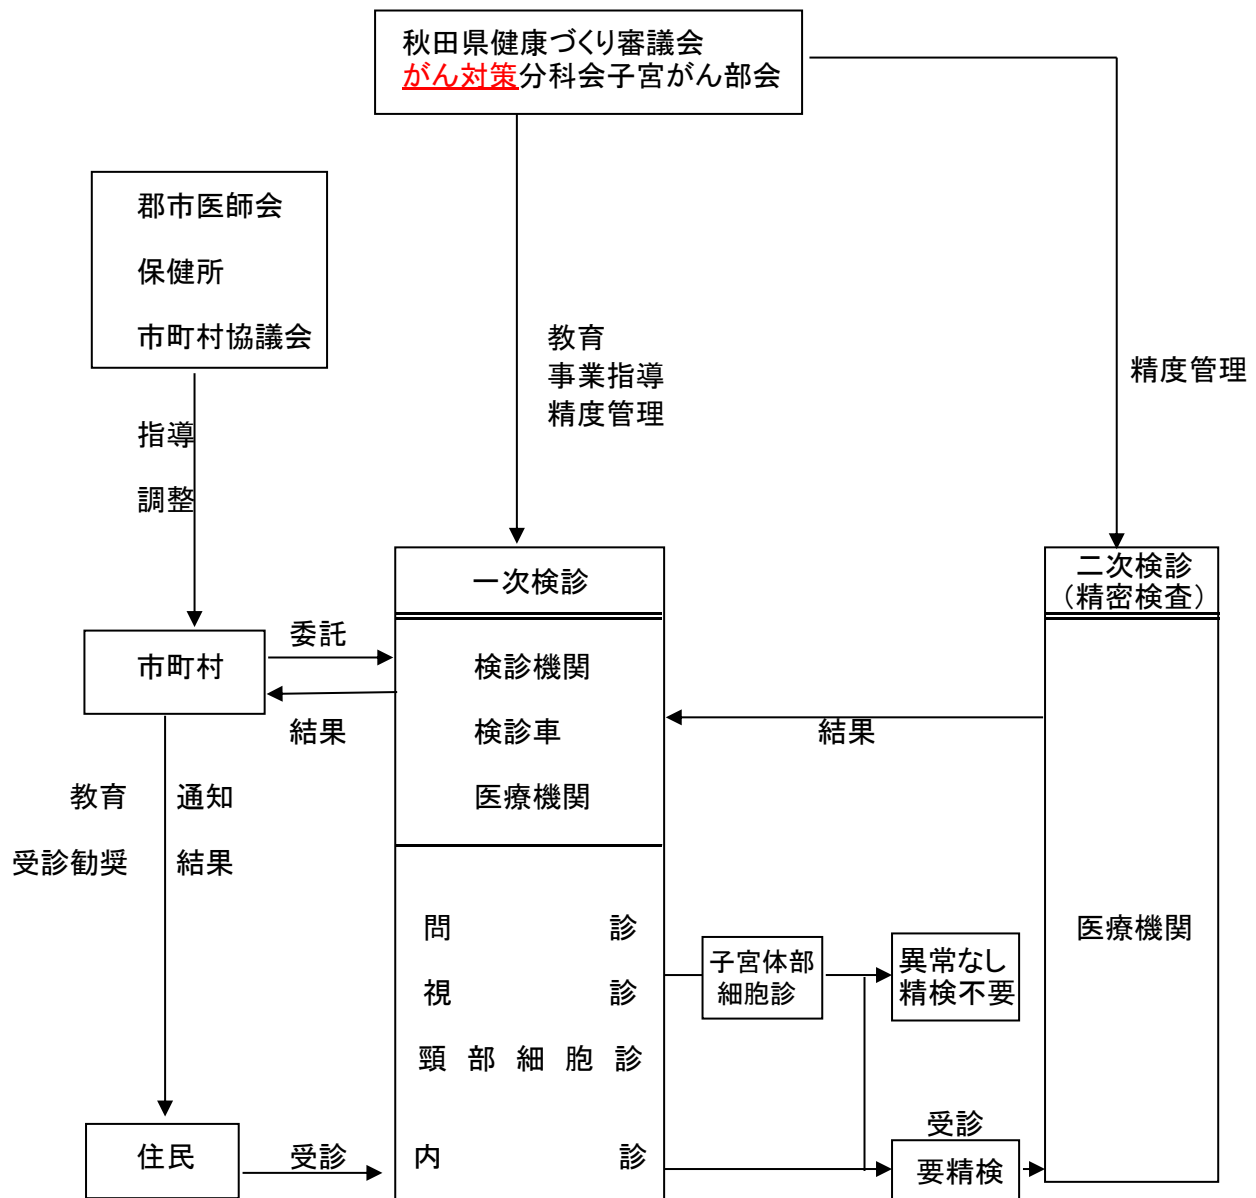 秋田県健康づくり審議会
がん対策分科会子宮がん部会
郡市医師会
保健所
市町村協議会
教育
事業指導
精度管理
精度管理
指導
調整
一次検診
二次検診
（精密検査）
市町村
委託
結果
検診機関
検診車
医療機関
結果
教育
受診勧奨
通知
結果
問診
視診
頸部細胞診
内診
子宮体部
細胞診
異常なし
精検不要
医療機関
受診
要精検
住民
受診